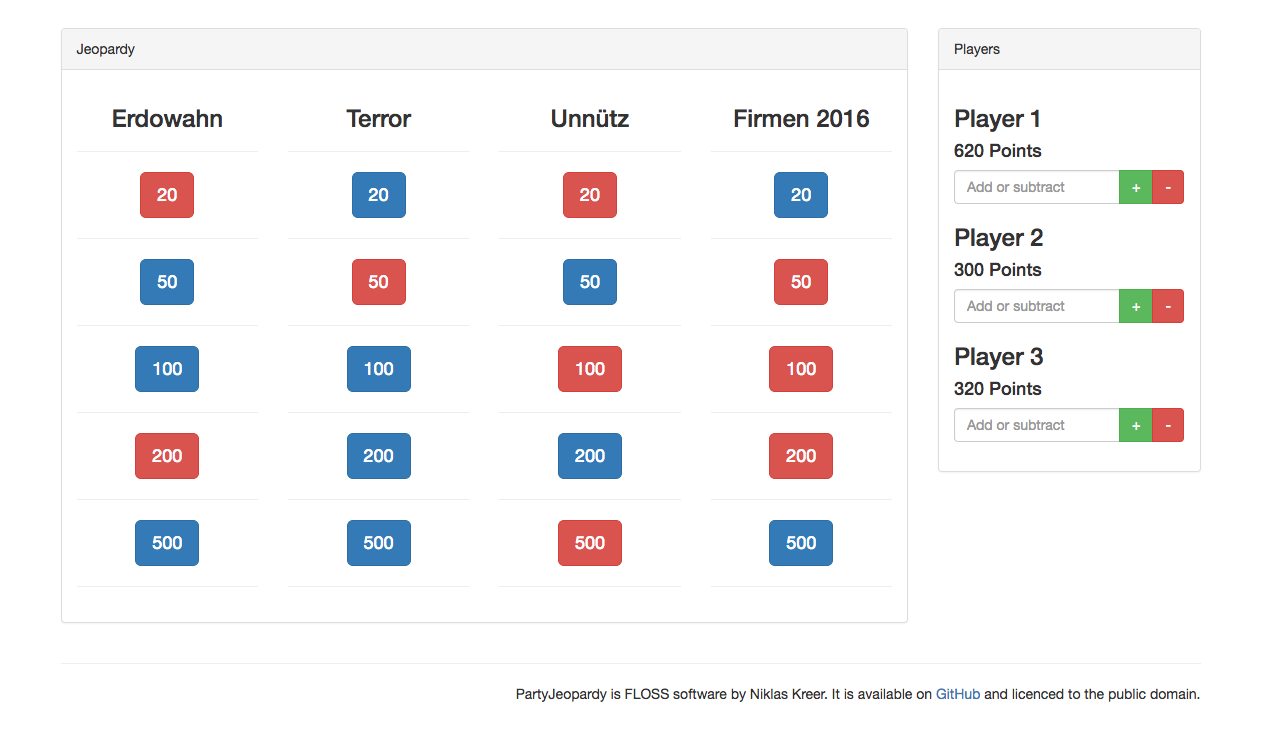 Jeopardy
Erdowahn Terror Unnütz Firmen 2016
20 20 20 20
50 50 50 50
100 100 100 100
200 200 200 200
500 500 500 500
Players
Player 1
620 Points
Add or subtract + -
Player 2
300 Points
Add or subtract + -
Player 3
320 Points
Add or subtract + -
PartyJeopardy is FLOSS software by Niklas Kreer. It is available on GitHub and licenced to the public domain.